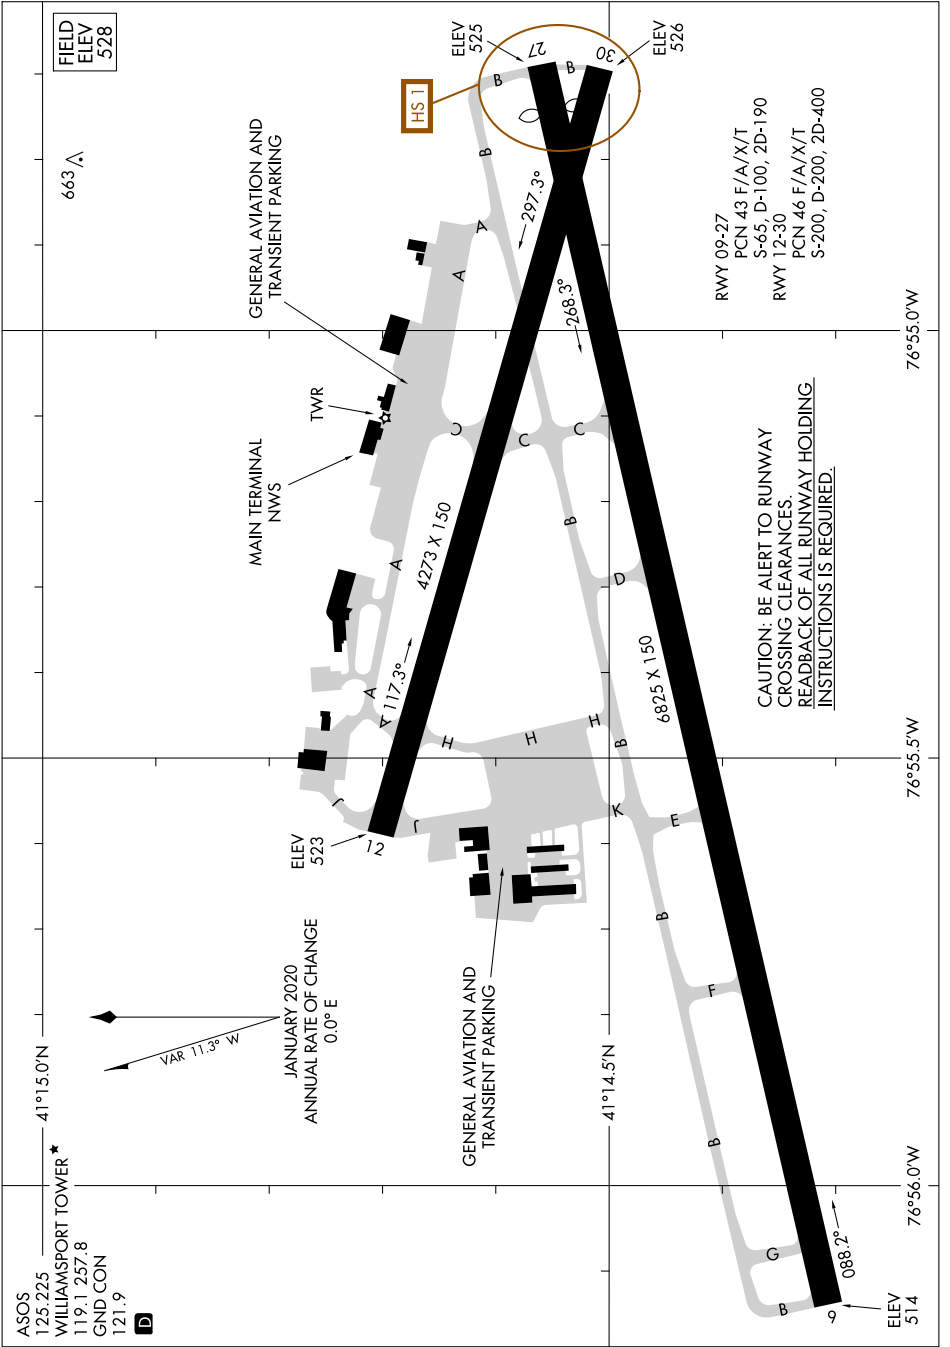 ASOS
125.225
WILLIAMSPORT TOWER★
119.1 257.8
GND CON
121.9
D
FIELD
ELEV
528
663
41°15.0'N
VAR 11.3° W
JANUARY 2020
ANNUAL RATE OF CHANGE
0.0° E
MAIN TERMINAL
NWS
TWR
GENERAL AVIATION AND
TRANSIENT PARKING
HS 1
ELEV
525
27
B
B
30
ELEV
526
B
A
A
297.3°
268.3°
C
C
C
A
4273 X 150
B
D
A
A
117.3°
H
H
H
B
6825 X 150
J
J
ELEV
523
12
K
E
GENERAL AVIATION AND
TRANSIENT PARKING
B
F
41°14.5'N
B
G
B
9
088.2°
ELEV
514
RWY 09-27
PCN 43 F/A/X/T
S-65, D-100, 2D-190
RWY 12-30
PCN 46 F/A/X/T
S-200, D-200, 2D-400
CAUTION: BE ALERT TO RUNWAY
CROSSING CLEARANCES.
READBACK OF ALL RUNWAY HOLDING
INSTRUCTIONS IS REQUIRED.
76°56.0'W
76°55.5'W
76°55.0'W